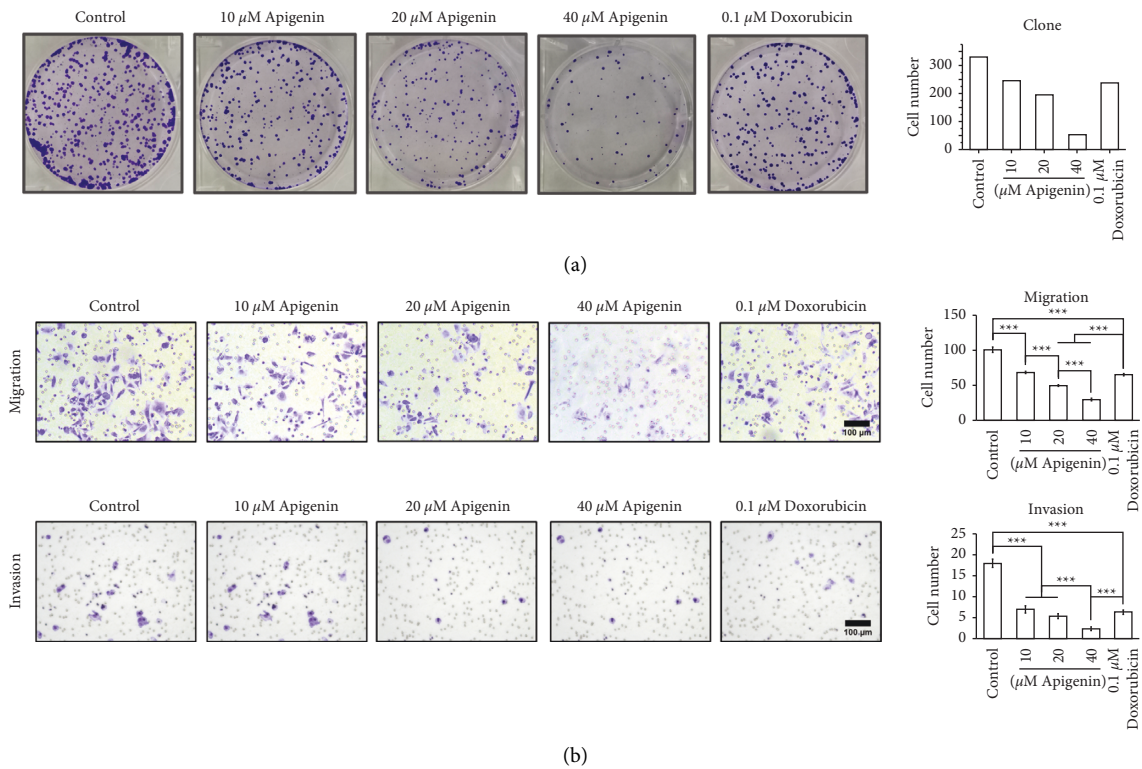 Control 10 µM Apigenin 20 µM Apigenin 40 µM Apigenin 0.1 µM Doxorubicin
Clone
Cell number
300
200
100
0
Control
10
20
40
(µM Apigenin)
0.1 µM
Doxorubicin
(a)
Control 10 µM Apigenin 20 µM Apigenin 40 µM Apigenin 0.1 µM Doxorubicin
Migration
100 µm
Migration
Cell number
150
100
50
0
***
***
***
***
***
Control
10
20
40
(µM Apigenin)
0.1 µM
Doxorubicin
Control 10 µM Apigenin 20 µM Apigenin 40 µM Apigenin 0.1 µM Doxorubicin
Invasion
100 µm
Invasion
Cell number
25
20
15
10
5
0
***
***
***
***
Control
10
20
40
(µM Apigenin)
0.1 µM
Doxorubicin
(b)